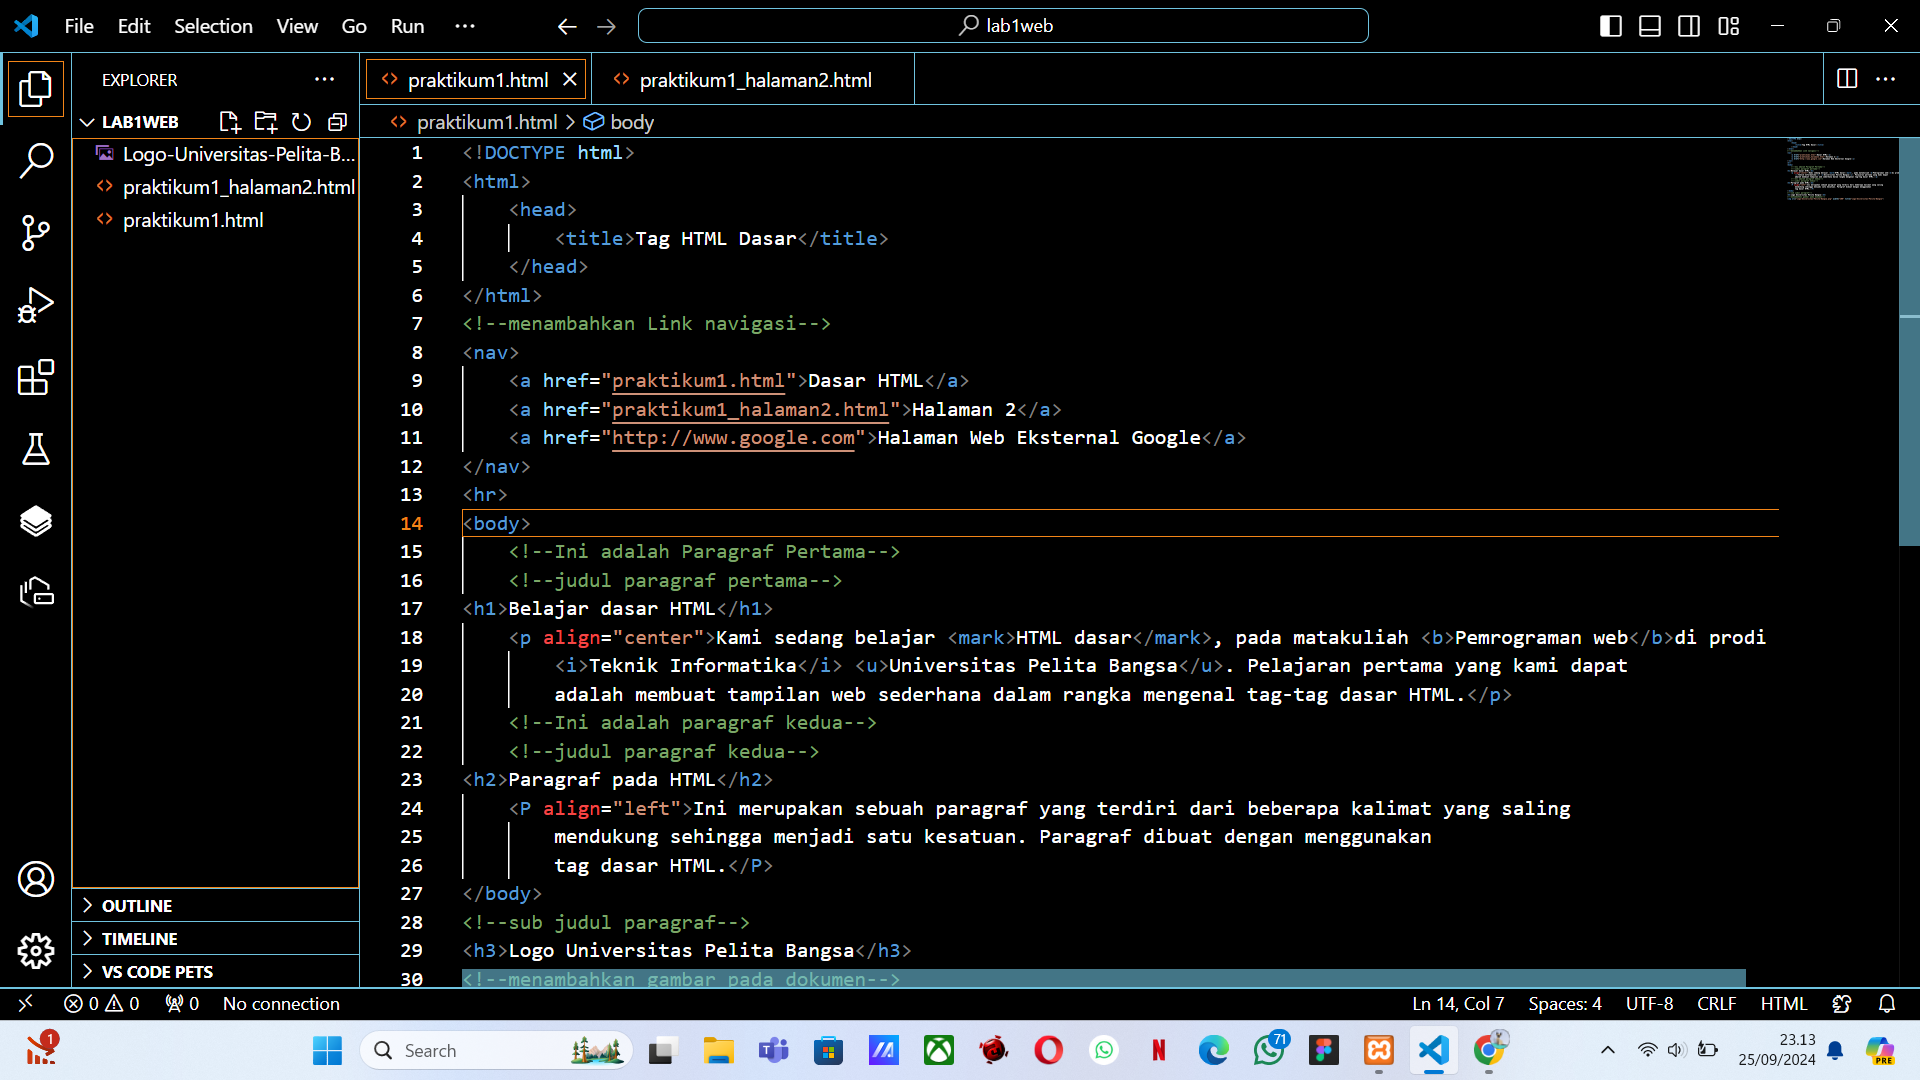 File Edit Selection View Go Run ··· lab1web
EXPLORER
LAB1WEB
Logo-Universitas-Pelita-B...
praktikum1_halaman2.html
praktikum1.html
OUTLINE
TIMELINE
VS CODE PETS
praktikum1.html praktikum1_halaman2.html
praktikum1.html > body
1 <!DOCTYPE html>
2 <html>
3 <head>
4 <title>Tag HTML Dasar</title>
5 </head>
6 </html>
7 <!--menambahkan Link navigasi-->
8 <nav>
9 <a href="praktikum1.html">Dasar HTML</a>
10 <a href="praktikum1_halaman2.html">Halaman 2</a>
11 <a href="http://www.google.com">Halaman Web Eksternal Google</a>
12 </nav>
13 <hr>
14 <body>
15 <!--Ini adalah Paragraf Pertama-->
16 <!--judul paragraf pertama-->
17 <h1>Belajar dasar HTML</h1>
18 <p align="center">Kami sedang belajar <mark>HTML dasar</mark>, pada matakuliah <b>Pemrograman web</b>di prodi
19 <i>Teknik Informatika</i> <u>Universitas Pelita Bangsa</u>. Pelajaran pertama yang kami dapat
20 adalah membuat tampilan web sederhana dalam rangka mengenal tag-tag dasar HTML.</p>
21 <!--Ini adalah paragraf kedua-->
22 <!--judul paragraf kedua-->
23 <h2>Paragraf pada HTML</h2>
24 <P align="left">Ini merupakan sebuah paragraf yang terdiri dari beberapa kalimat yang saling
25 mendukung sehingga menjadi satu kesatuan. Paragraf dibuat dengan menggunakan
26 tag dasar HTML.</P>
27 </body>
28 <!--sub judul paragraf-->
29 <h3>Logo Universitas Pelita Bangsa</h3>
30 <!--menambahkan gambar pada dokumen-->
0 0 0 No connection Ln 14, Col 7 Spaces: 4 UTF-8 CRLF HTML
1 Search 71 23.13
25/09/2024
PRE